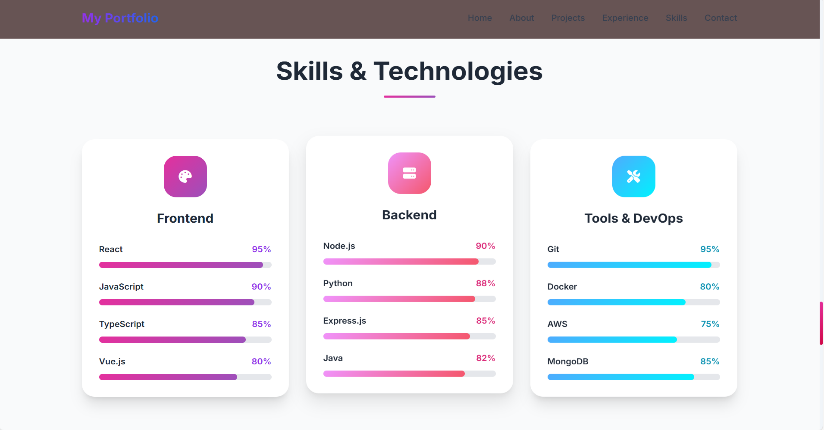 My Portfolio
Home About Projects Experience Skills Contact
Skills & Technologies
Frontend
React 95%
JavaScript 90%
TypeScript 85%
Vue.js 80%
Backend
Node.js 90%
Python 88%
Express.js 85%
Java 82%
Tools & DevOps
Git 95%
Docker 80%
AWS 75%
MongoDB 85%